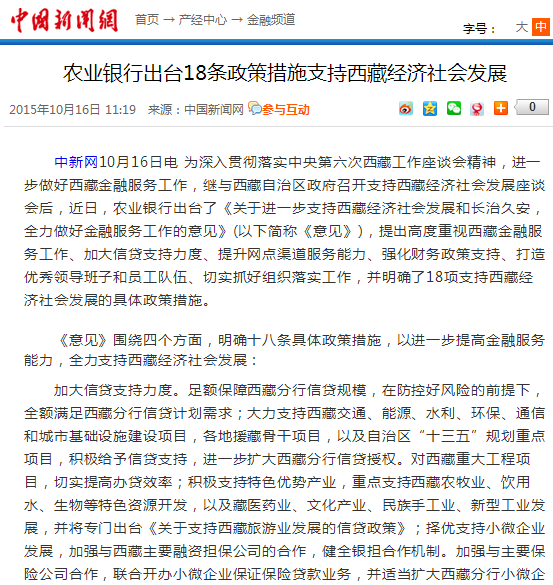 中國新聞網 首页 → 产经中心 → 金融频道
字号： 大 中
农业银行出台18条政策措施支持西藏经济社会发展
2015年10月16日 11:19 来源：中国新闻网 参与互动 0
中新网10月16日电 为深入贯彻落实中央第六次西藏工作座谈会精神，进一
步做好西藏金融服务工作，继与西藏自治区政府召开支持西藏经济社会发展座谈
会后，近日，农业银行出台了《关于进一步支持西藏经济社会发展和长治久安，
全力做好金融服务工作的意见》(以下简称《意见》)，提出高度重视西藏金融服
务工作、加大信贷支持力度、提升网点渠道服务能力、强化财务政策支持、打造
优秀领导班子和员工队伍、切实抓好组织落实工作，并明确了18项支持西藏经
济社会发展的具体政策措施。
《意见》围绕四个方面，明确十八条具体政策措施，以进一步提高金融服务
能力，全力支持西藏经济社会发展：
加大信贷支持力度。足额保障西藏分行信贷规模，在防控好风险的前提下，
全额满足西藏分行信贷计划需求；大力支持西藏交通、能源、水利、环保、通信
和城市基础设施建设项目，各地援藏骨干项目，以及自治区“十三五”规划重点
项目，积极给予信贷支持，进一步扩大西藏分行信贷授权。对西藏重大工程项
目，切实提高办贷效率；积极支持特色优势产业，重点支持西藏农牧业、饮用
水、生物等特色资源开发，以及藏医药业、文化产业、民族手工业、新型工业发
展，并将专门出台《关于支持西藏旅游业发展的信贷政策》；择优支持小微企业
发展，加强与西藏主要融资担保公司的合作，健全银担合作机制。加强与主要保
险公司合作，联合开办小微企业保证保险贷款业务，并适当扩大西藏分行小微企